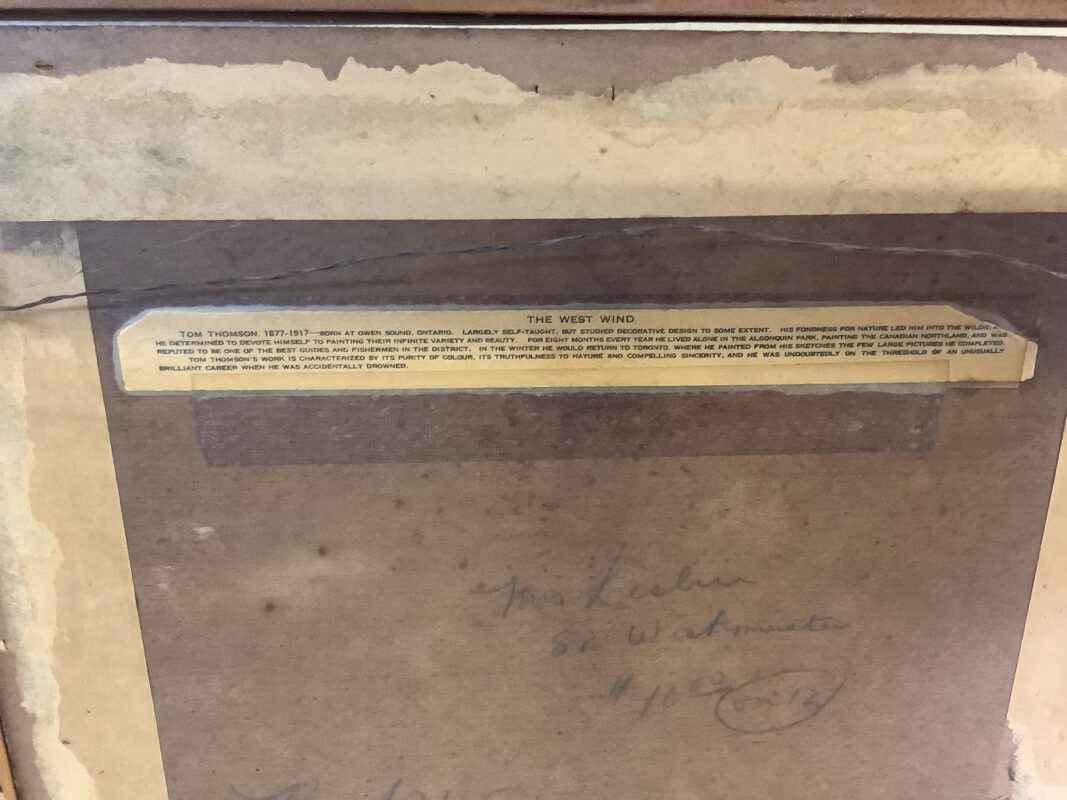 THE WEST WIND
TOM THOMSON, 1877-1917—BORN AT OWEN SOUND, ONTARIO. LARGELY SELF-TAUGHT, BUT STUDIED DECORATIVE DESIGN TO SOME EXTENT. HIS FONDNESS FOR NATURE LED HIM INTO THE
HE DETERMINED TO DEVOTE HIMSELF TO PAINTING THEIR INFINITE VARIETY AND BEAUTY. FOR EIGHT MONTHS EVERY YEAR HE LIVED ALONE IN THE ALGONQUIN PARK, PAINTING THE CANADIAN NORTHLAND, AND WAS
REPUTED TO BE ONE OF THE BEST GUIDES AND FISHERMEN IN THE DISTRICT. IN THE WINTER HE WOULD RETURN TO TORONTO, WHERE HE PAINTED FROM HIS SKETCHES THE FEW LARGE PICTURES HE COMPLETED.
TOM THOMSON'S WORK IS CHARACTERIZED BY ITS PURITY OF COLOUR, ITS TRUTHFULNESS TO NATURE AND COMPELLING SINCERITY, AND HE WAS UNDOUBTEDLY ON THE THRESHOLD OF AN UNUSUALLY
BRILLIANT CAREER WHEN HE WAS ACCIDENTALLY DROWNED.
Mrs
Westminster